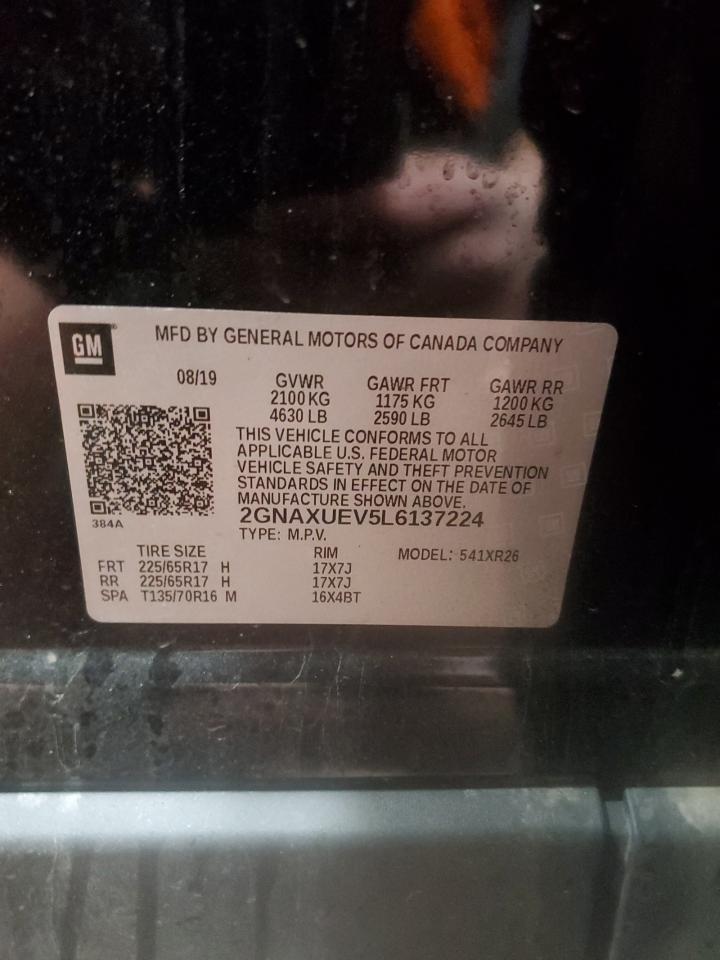 GM
MFD BY GENERAL MOTORS OF CANADA COMPANY
08/19 GVWR GAWR FRT GAWR RR
2100 KG 1175 KG 1200 KG
4630 LB 2590 LB 2645 LB
THIS VEHICLE CONFORMS TO ALL
APPLICABLE U.S. FEDERAL MOTOR
VEHICLE SAFETY AND THEFT PREVENTION
STANDARDS IN EFFECT ON THE DATE OF
MANUFACTURE SHOWN ABOVE.
2GNAXUEV5L6137224
384A
TYPE: M.P.V.
TIRE SIZE RIM MODEL: 541XR26
FRT 225/65R17 H 17X7J
RR 225/65R17 H 17X7J
SPA T135/70R16 M 16X4BT